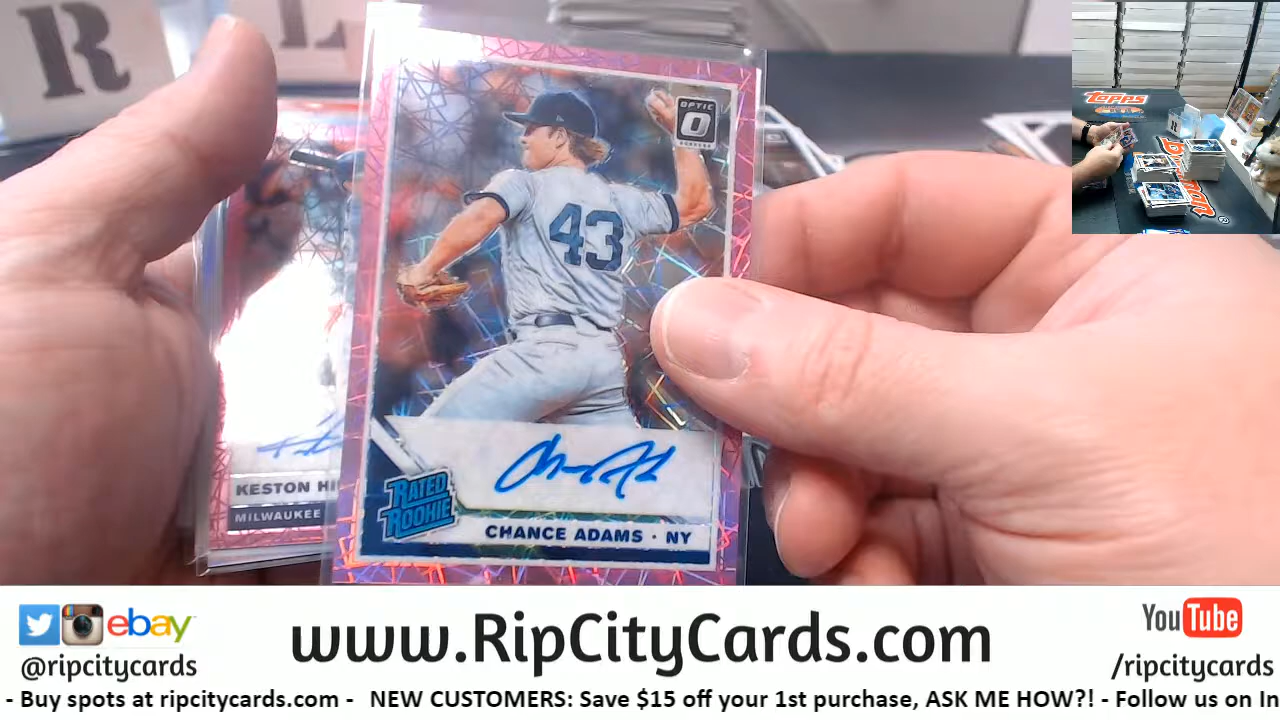 R
L
OPTIC
O
DONRUSS
43
RATED
ROOKIE
CHANCE ADAMS · NY
KESTON HI
MILWAUKEE
Topps
ebay
@ripcitycards
www.RipCityCards.com
YouTube
/ripcitycards
- Buy spots at ripcitycards.com - NEW CUSTOMERS: Save $15 off your 1st purchase, ASK ME HOW?! - Follow us on In